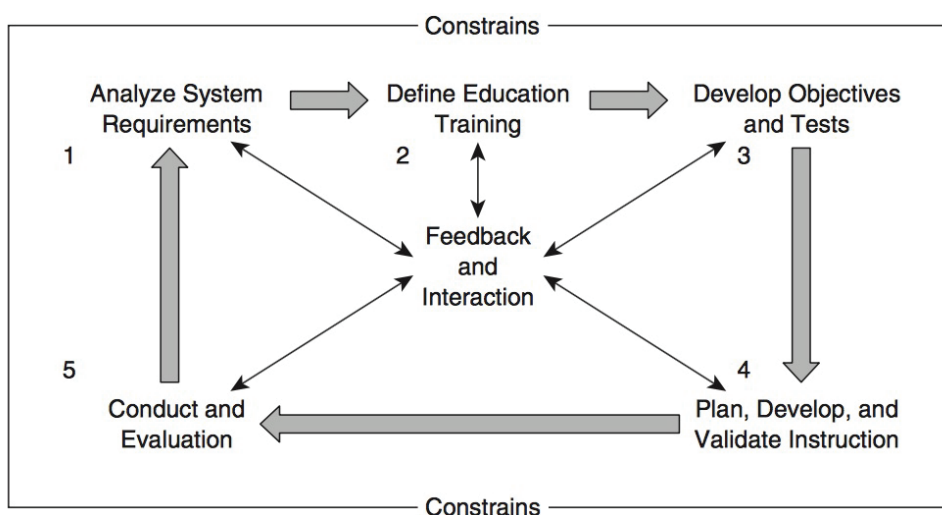 Constrains
Analyze System
Requirements
Define Education
Training
Develop Objectives
and Tests
1
2
3
Feedback
and
Interaction
5
4
Conduct and
Evaluation
Plan, Develop, and
Validate Instruction
Constrains